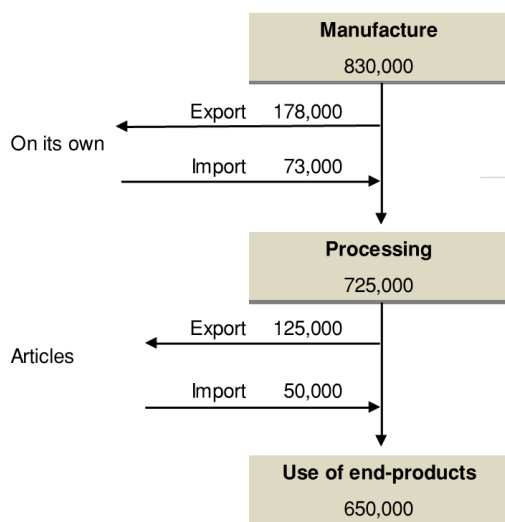 Manufacture
830,000
Export 178,000
On its own
Import 73,000
Processing
725,000
Export 125,000
Articles
Import 50,000
Use of end-products
650,000